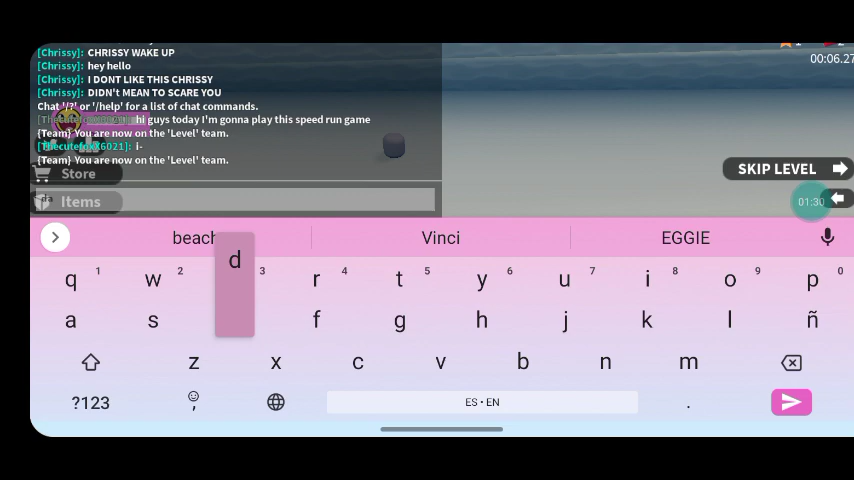 [Chrissy]: CHRISSY WAKE UP
[Chrissy]: hey hello
[Chrissy]: I DONT LIKE THIS CHRISSY
[Chrissy]: DIDN't MEAN TO SCARE YOU
Chat '/?' or '/help' for a list of chat commands.
hi guys today I'm gonna play this speed run game
{Team} You are now on the 'Level' team.
[Thecutefox6021]: i-
{Team} You are now on the 'Level' team.
00:06.27
Store
SKIP LEVEL
da
Items
01:30
beach Vinci EGGIE
d
q 1 w 2 3 r 4 t 5 y 6 u 7 i 8 o 9 p 0
a s f g h j k l ñ
z x c v b n m
?123 , ES • EN .